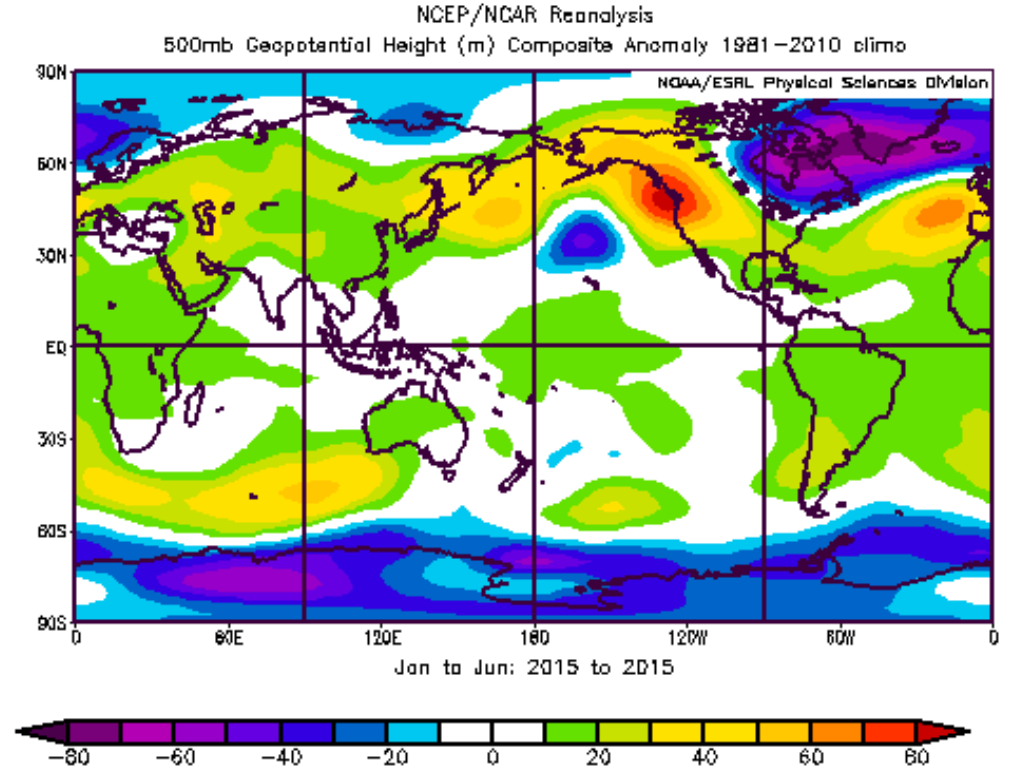 NCEP/NCAR Reanalysis
500mb Geopotential Height (m) Composite Anomaly 1981-2010 climo
NOAA/ESRL Physical Sciences Division
90N
60N
30N
EQ
30S
60S
90S
0 60E 120E 180 120W 60W 0
Jan to Jun: 2015 to 2015
-80 -60 -40 -20 0 20 40 60 80